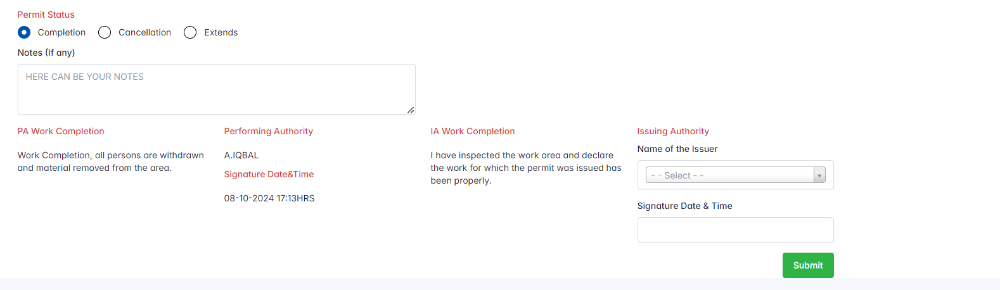 Permit Status
Completion Cancellation Extends
Notes (If any)
HERE CAN BE YOUR NOTES
PA Work Completion
Work Completion, all persons are withdrawn
and material removed from the area.
Performing Authority
A.IQBAL
Signature Date&Time
08-10-2024 17:13HRS
IA Work Completion
I have inspected the work area and declare
the work for which the permit was issued has
been properly.
Issuing Authority
Name of the Issuer
- - Select - -
Signature Date & Time
Submit